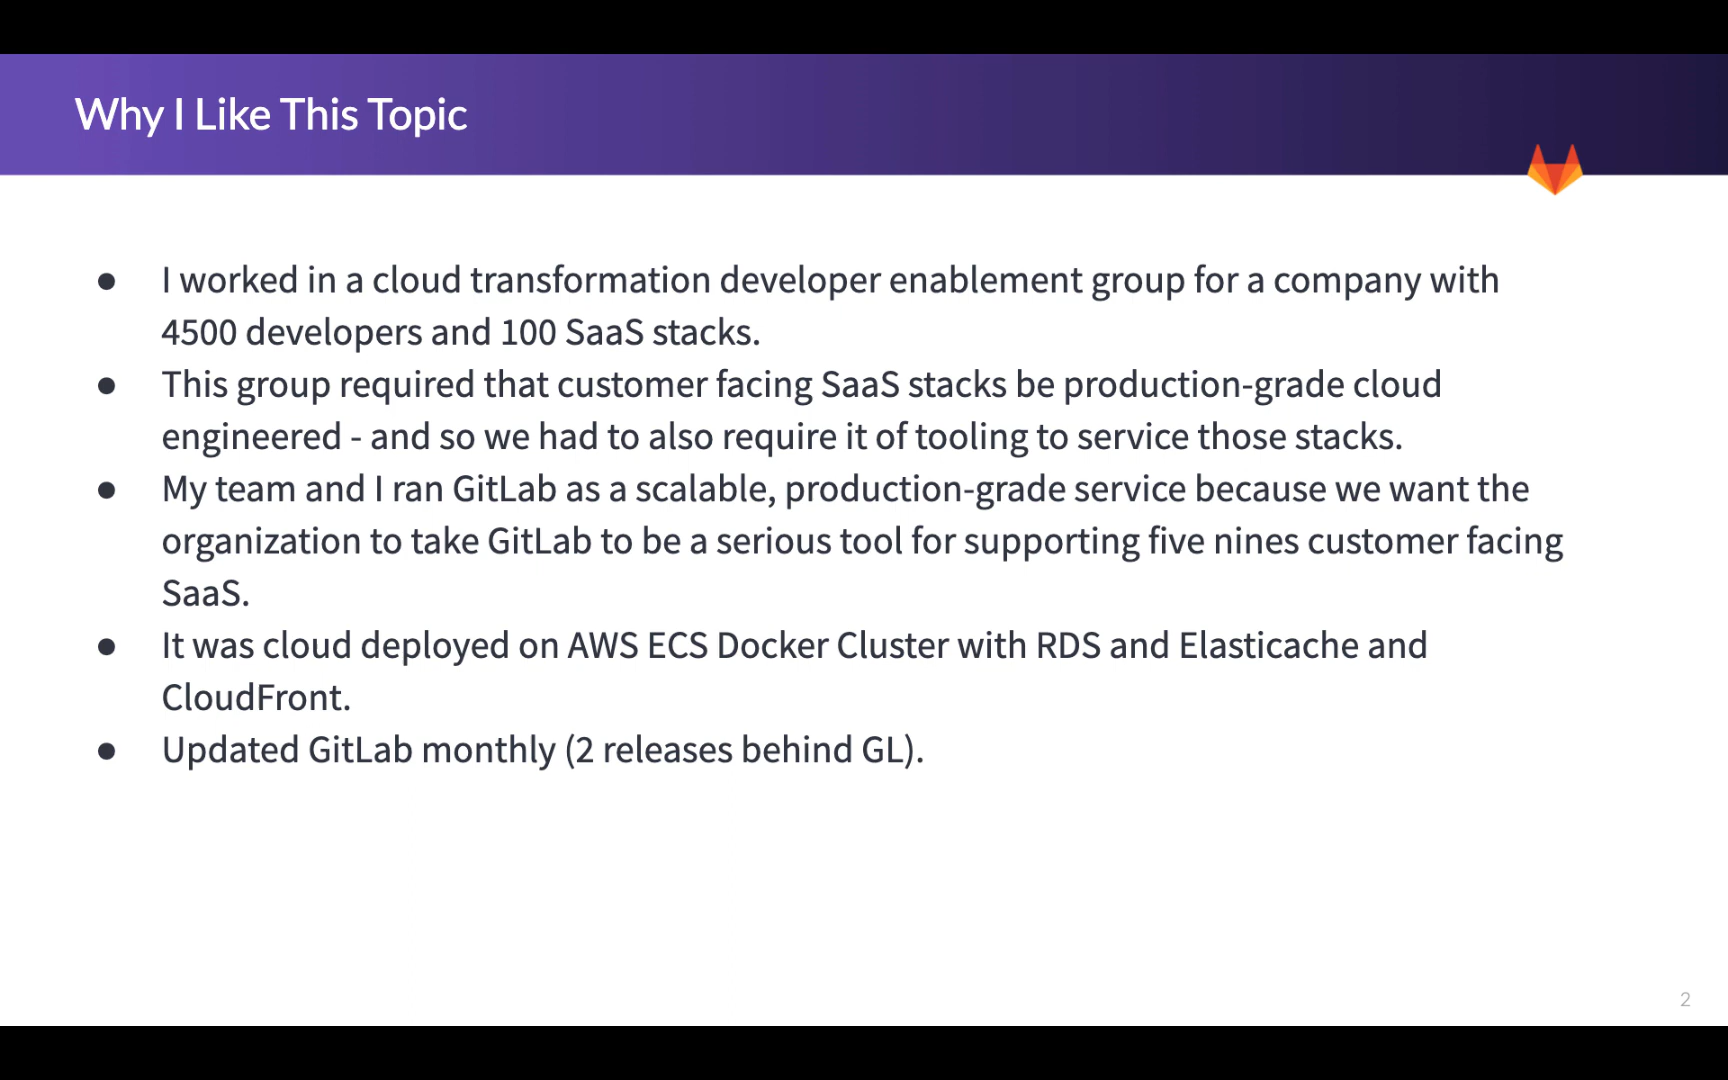 Why I Like This Topic
● I worked in a cloud transformation developer enablement group for a company with
4500 developers and 100 SaaS stacks.
● This group required that customer facing SaaS stacks be production-grade cloud
engineered - and so we had to also require it of tooling to service those stacks.
● My team and I ran GitLab as a scalable, production-grade service because we want the
organization to take GitLab to be a serious tool for supporting five nines customer facing
SaaS.
● It was cloud deployed on AWS ECS Docker Cluster with RDS and Elasticache and
CloudFront.
● Updated GitLab monthly (2 releases behind GL).
2